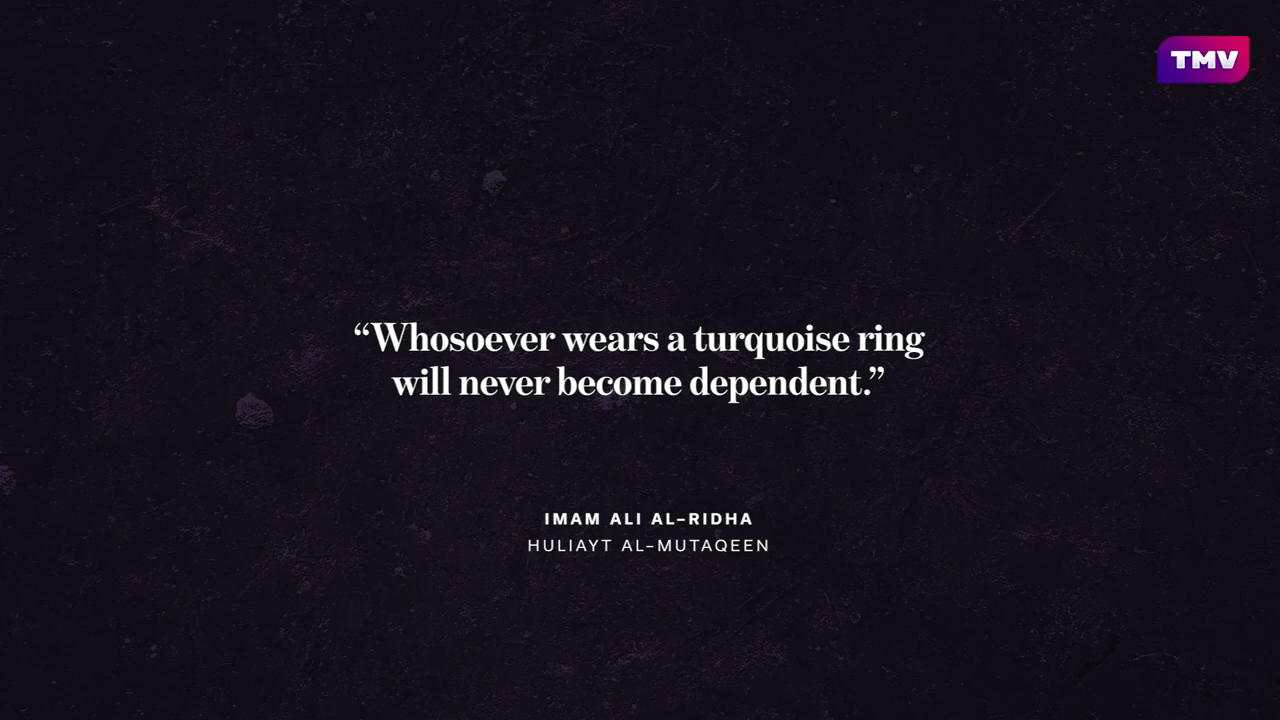 TMV
“Whosoever wears a turquoise ring
will never become dependent.”
IMAM ALI AL-RIDHA
HULIAYT AL-MUTAQEEN